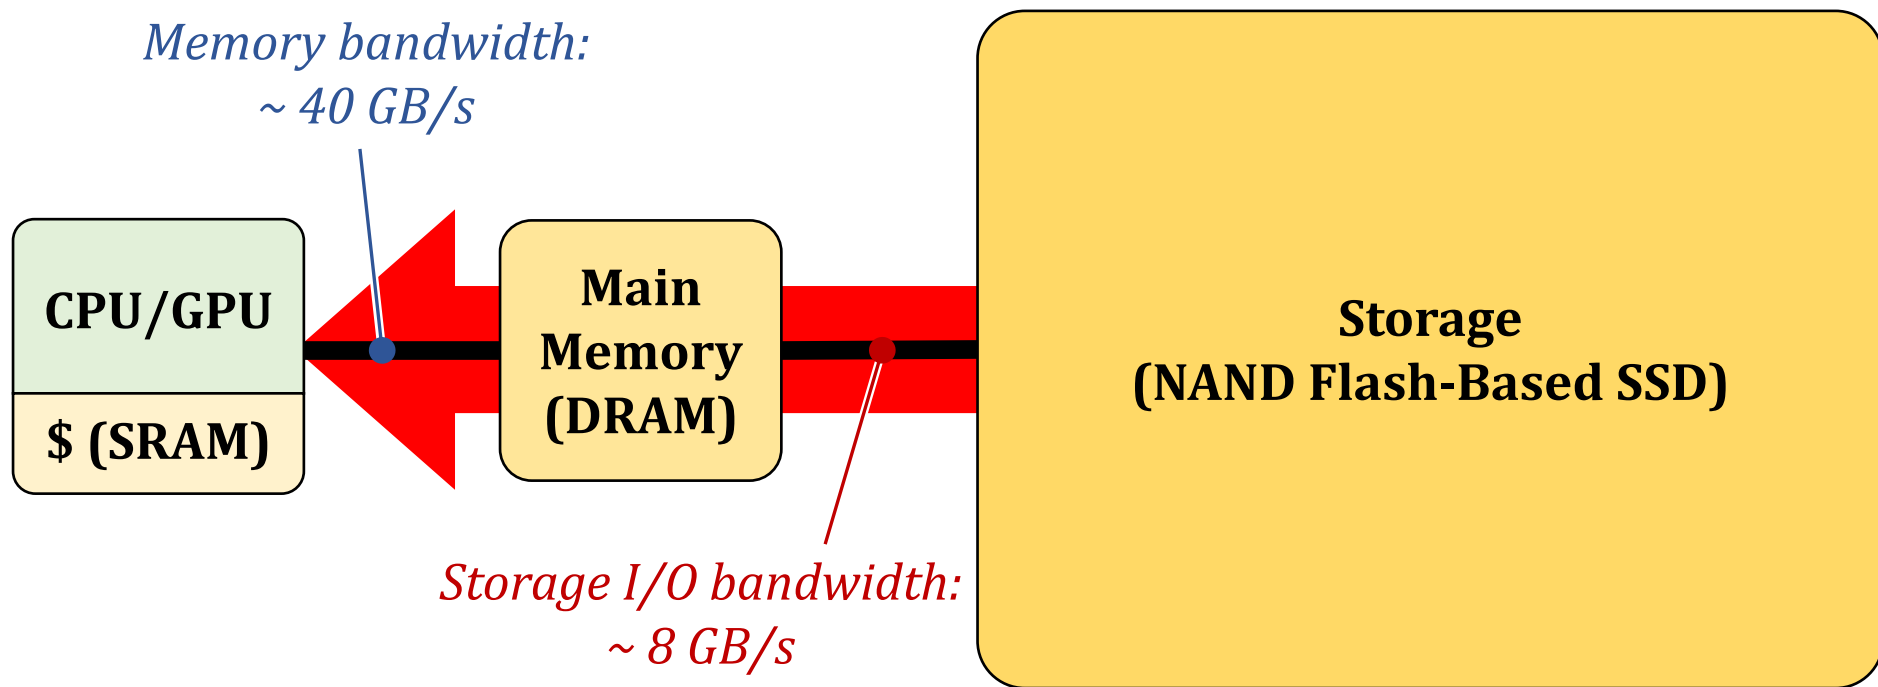 Memory bandwidth:
~ 40 GB/s
CPU/GPU
$ (SRAM)
Main
Memory
(DRAM)
Storage
(NAND Flash-Based SSD)
Storage I/O bandwidth:
~ 8 GB/s